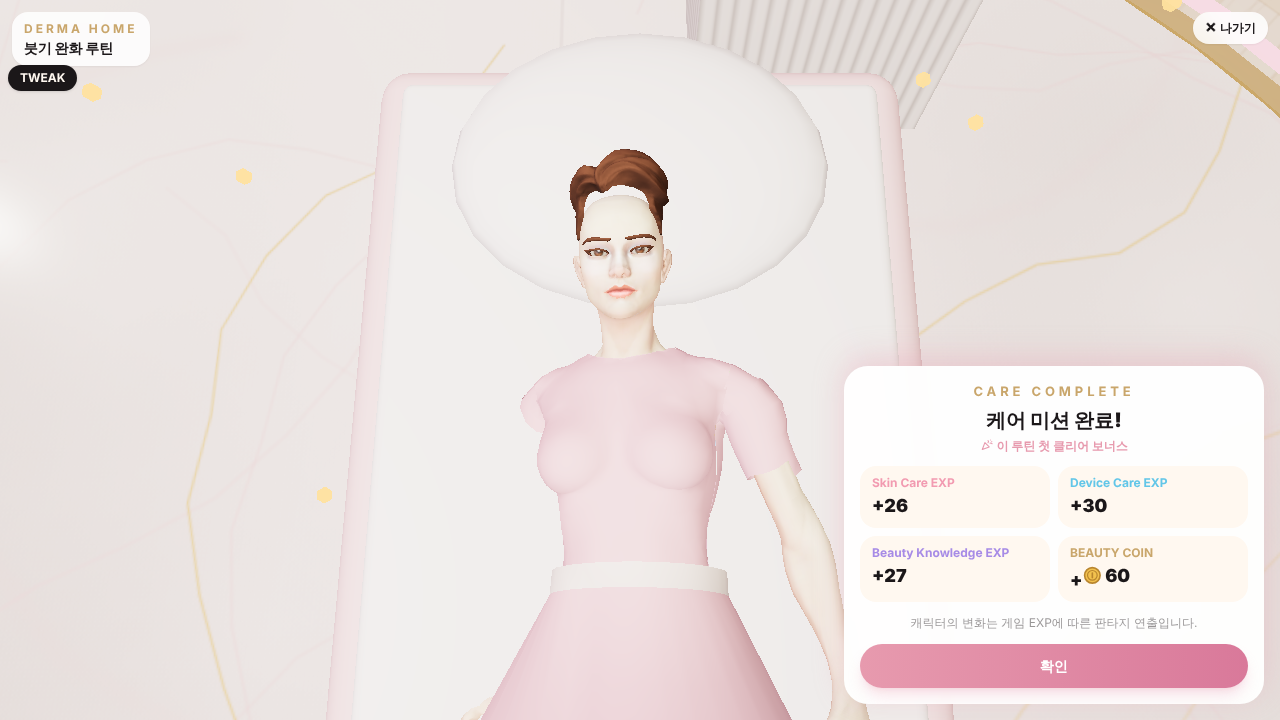 DERMA HOME
붓기 완화 루틴
TWEAK
✕ 나가기
CARE COMPLETE
케어 미션 완료!
🎉 이 루틴 첫 클리어 보너스
Skin Care EXP
+26
Device Care EXP
+30
Beauty Knowledge EXP
+27
BEAUTY COIN
+🪙 60
캐릭터의 변화는 게임 EXP에 따른 판타지 연출입니다.
확인